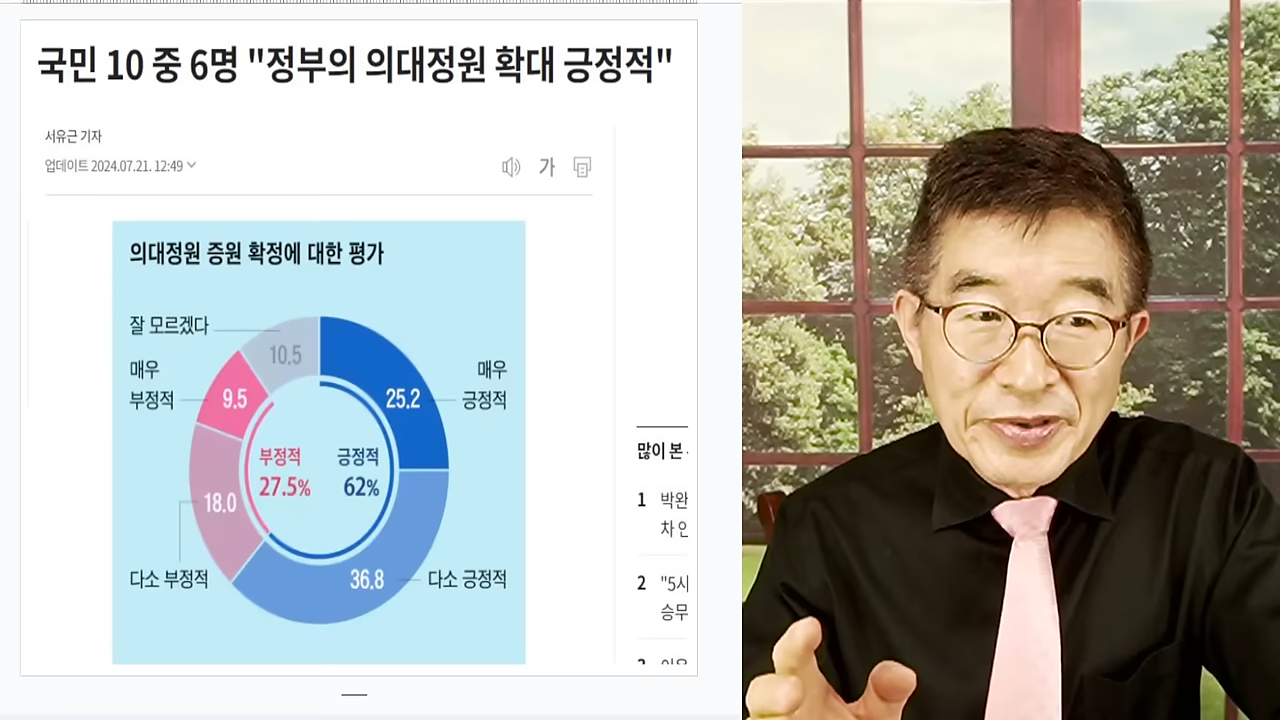 국민 10 중 6명 "정부의 의대정원 확대 긍정적"
서유근 기자
업데이트 2024.07.21. 12:49
가
의대정원 증원 확정에 대한 평가
잘 모르겠다
10.5
매우
부정적
9.5
매우
긍정적
25.2
부정적
27.5%
긍정적
62%
18.0
다소 부정적
36.8
다소 긍정적
많이 본
1 박완
차 인
2 "5시
승무